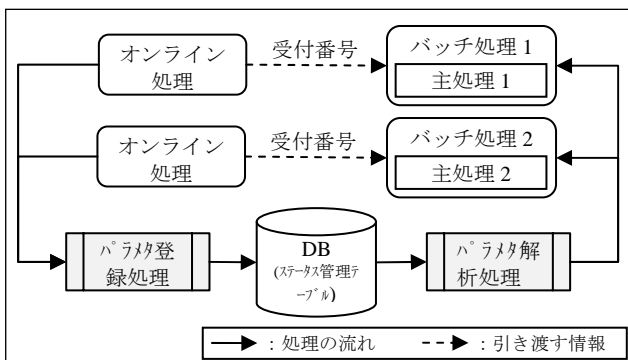 オンライン
処理
受付番号
バッチ処理 1
主処理 1
オンライン
処理
受付番号
バッチ処理 2
主処理 2
パラメタ登
録処理
DB
(ステータス管理テ
ーブル)
パラメタ解
析処理
：処理の流れ
：引き渡す情報